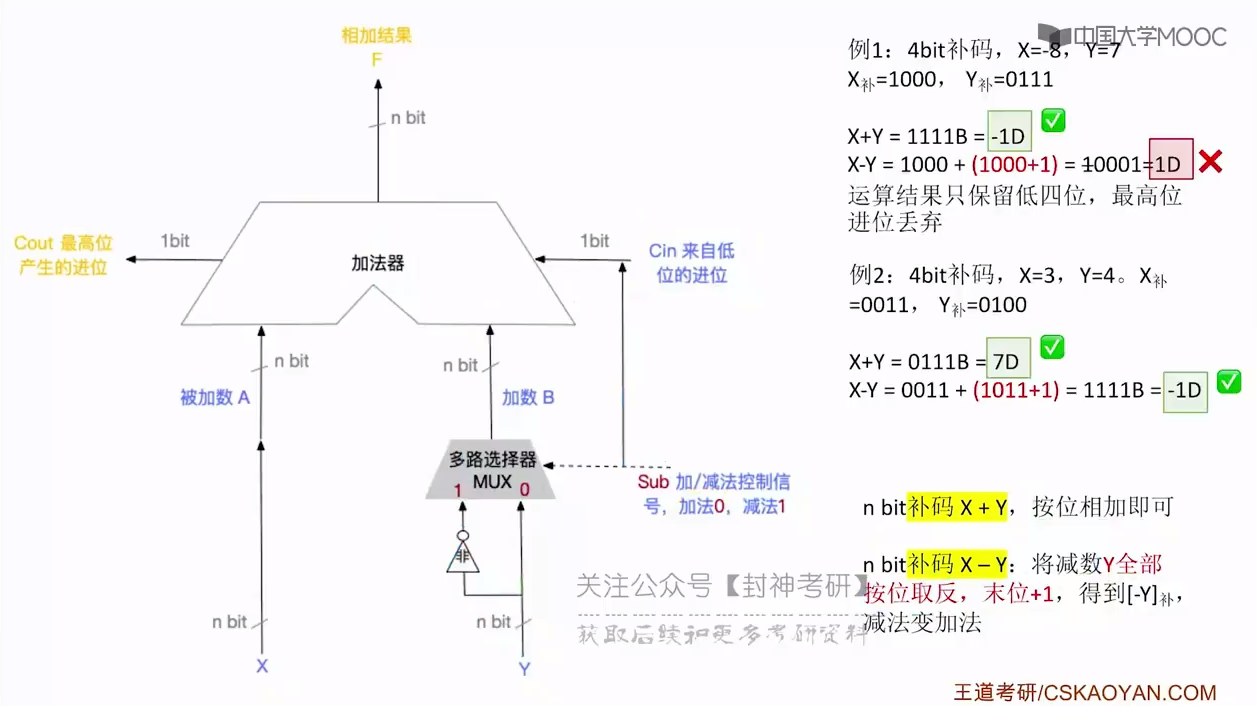 相加结果
F
n bit
Cout 最高位
产生的进位
1bit
加法器
1bit
Cin 来自低
位的进位
n bit
被加数 A
n bit
加数 B
多路选择器
MUX
1
0
Sub 加/减法控制信
号，加法0，减法1
非
n bit
X
n bit
Y
中国大学MOOC
例1：4bit补码，X=-8，Y=7
X补=1000， Y补=0111
X+Y = 1111B = -1D
X-Y = 1000 + (1000+1) = 10001=1D
运算结果只保留低四位，最高位
进位丢弃
例2：4bit补码，X=3，Y=4。X补
=0011， Y补=0100
X+Y = 0111B = 7D
X-Y = 0011 + (1011+1) = 1111B = -1D
n bit补码 X + Y，按位相加即可
n bit补码 X – Y：将减数Y全部
按位取反，末位+1，得到[-Y]补，
减法变加法
关注公众号【封神考研】
获取后续和更多考研资料
王道考研/CSKAOYAN.COM